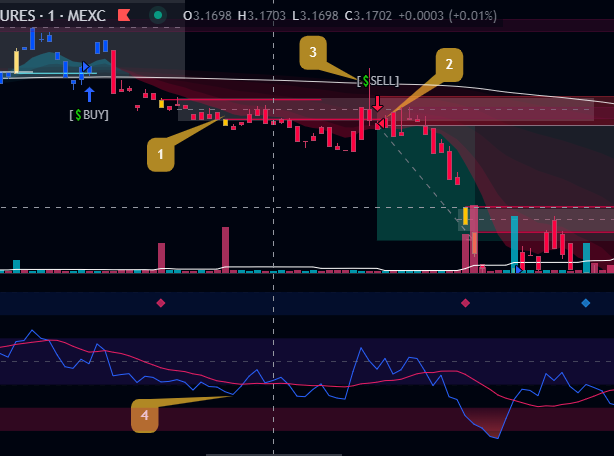 URES · 1 · MEXC O3.1698 H3.1703 L3.1698 C3.1702 +0.0003 (+0.01%)
3
[$SELL]
2
[$BUY]
1
4